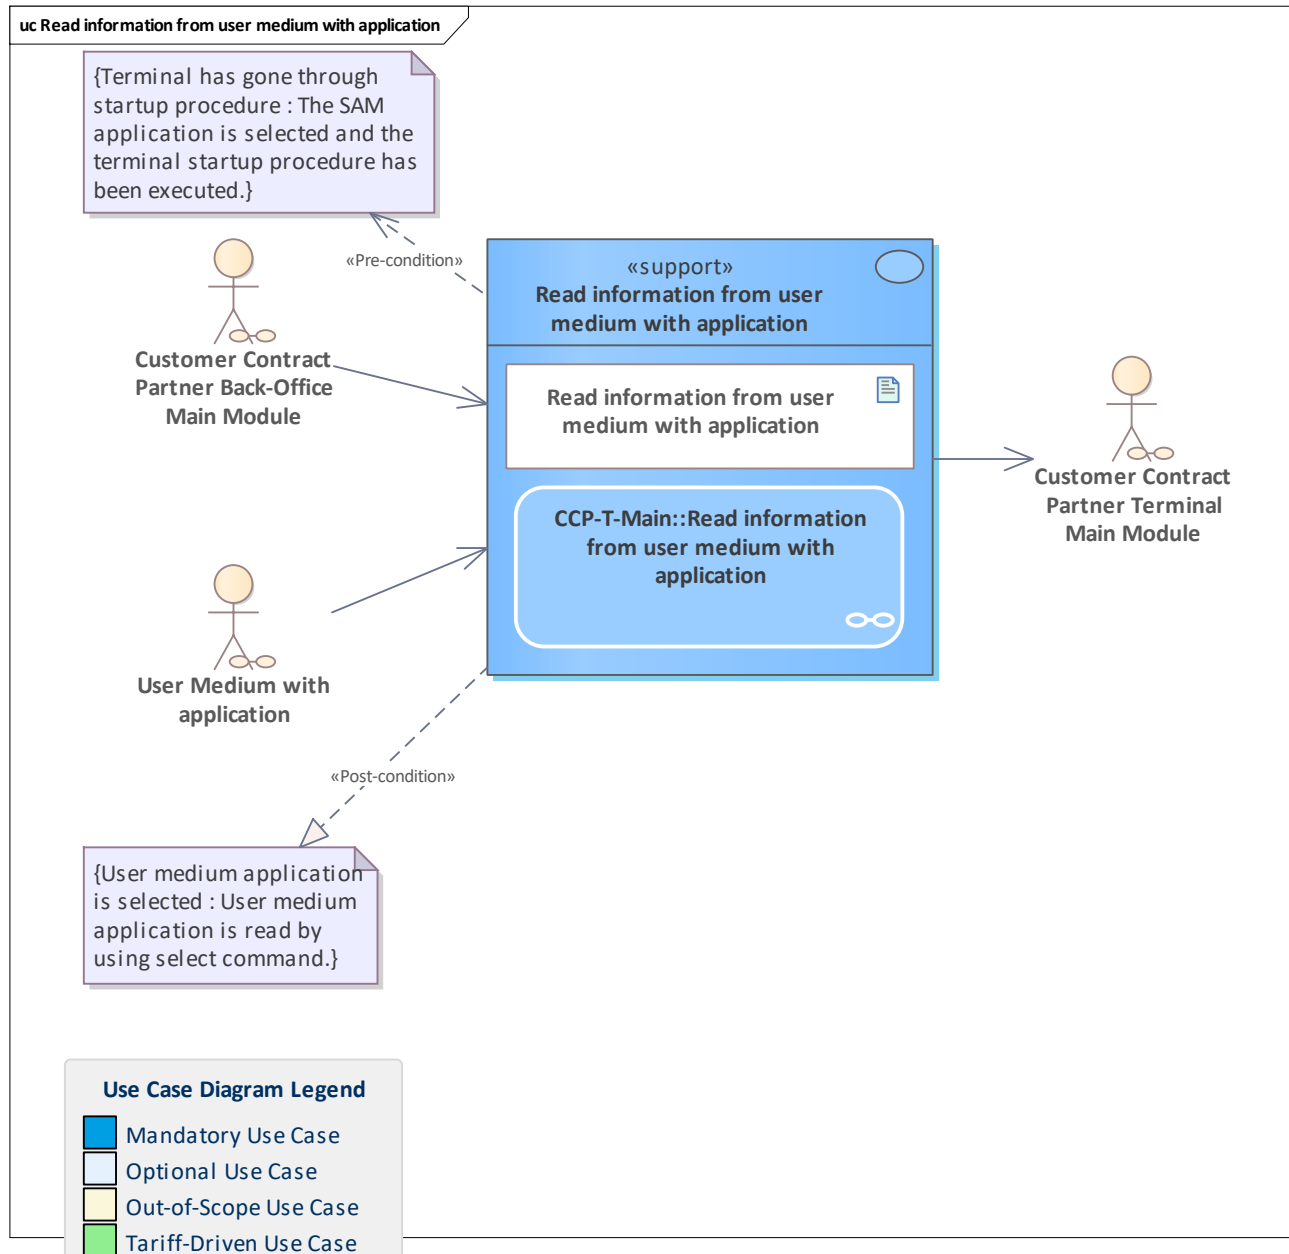 uc Read information from user medium with application
{Terminal has gone through
startup procedure : The SAM
application is selected and the
terminal startup procedure has
been executed.}
«Pre-condition»
Customer Contract
Partner Back-Office
Main Module
«support»
Read information from user
medium with application
Read information from user
medium with application
CCP-T-Main::Read information
from user medium with
application
Customer Contract
Partner Terminal
Main Module
User Medium with
application
«Post-condition»
{User medium application
is selected : User medium
application is read by
using select command.}
Use Case Diagram Legend
Mandatory Use Case
Optional Use Case
Out-of-Scope Use Case
Tariff-Driven Use Case